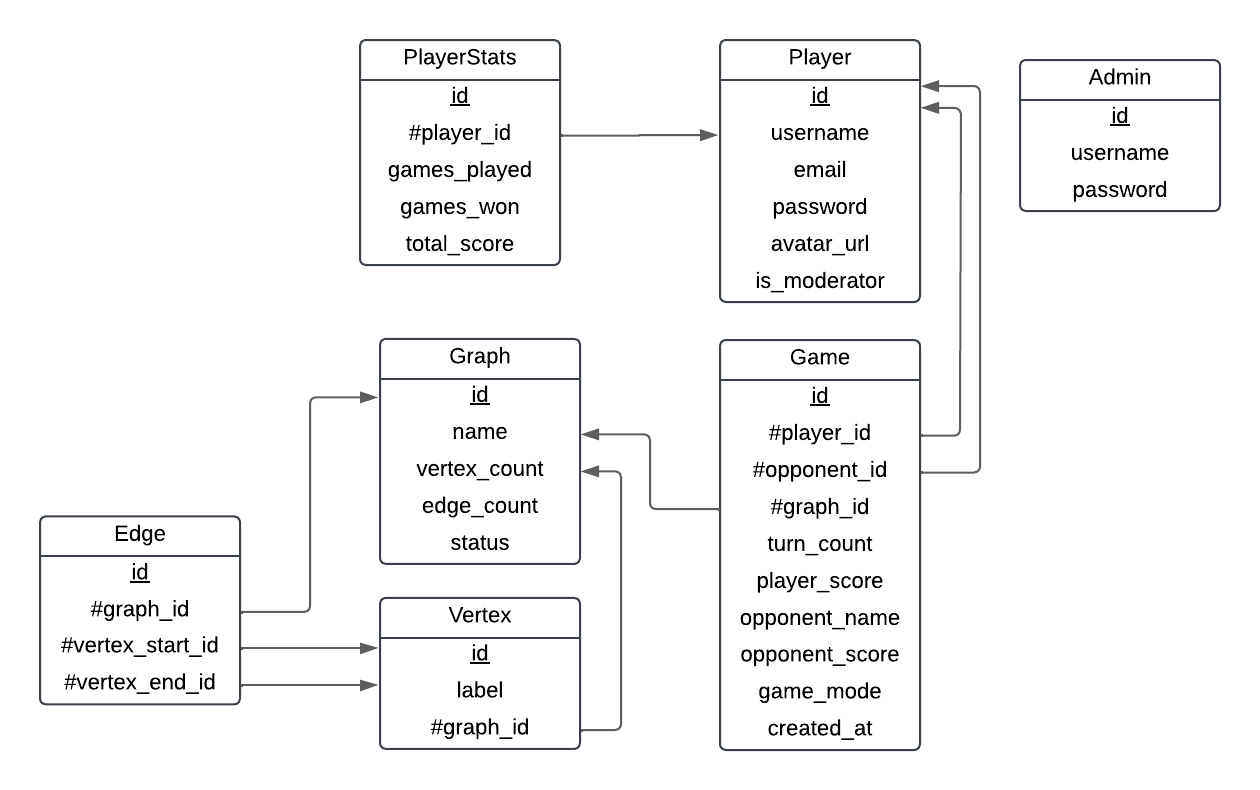 PlayerStats
id
#player_id
games_played
games_won
total_score
Player
id
username
email
password
avatar_url
is_moderator
Admin
id
username
password
Graph
id
name
vertex_count
edge_count
status
Game
id
#player_id
#opponent_id
#graph_id
turn_count
player_score
opponent_name
opponent_score
game_mode
created_at
Edge
id
#graph_id
#vertex_start_id
#vertex_end_id
Vertex
id
label
#graph_id